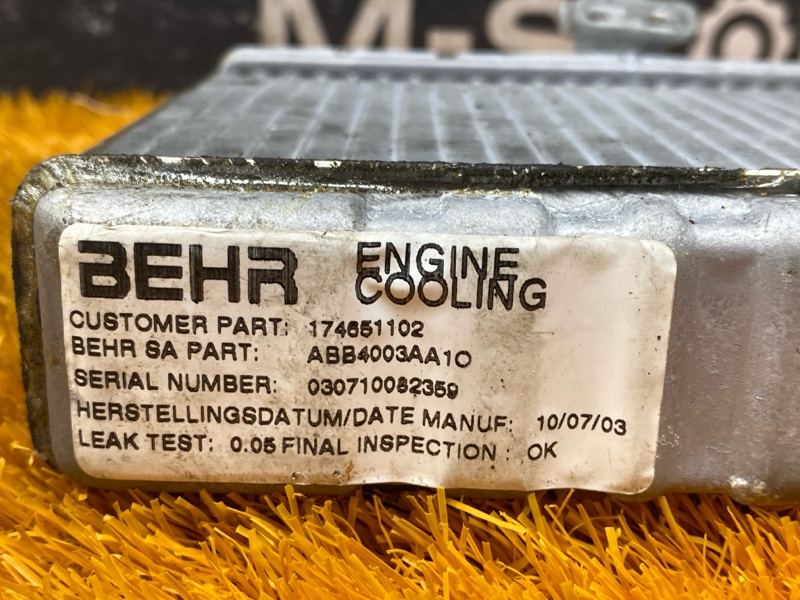 M-S
BEHR ENGINE COOLING
CUSTOMER PART: 174651102
BEHR SA PART: ABB4003AA10
SERIAL NUMBER: 030710082359
HERSTELLINGSDATUM/DATE MANUF: 10/07/03
LEAK TEST: 0.05 FINAL INSPECTION : OK